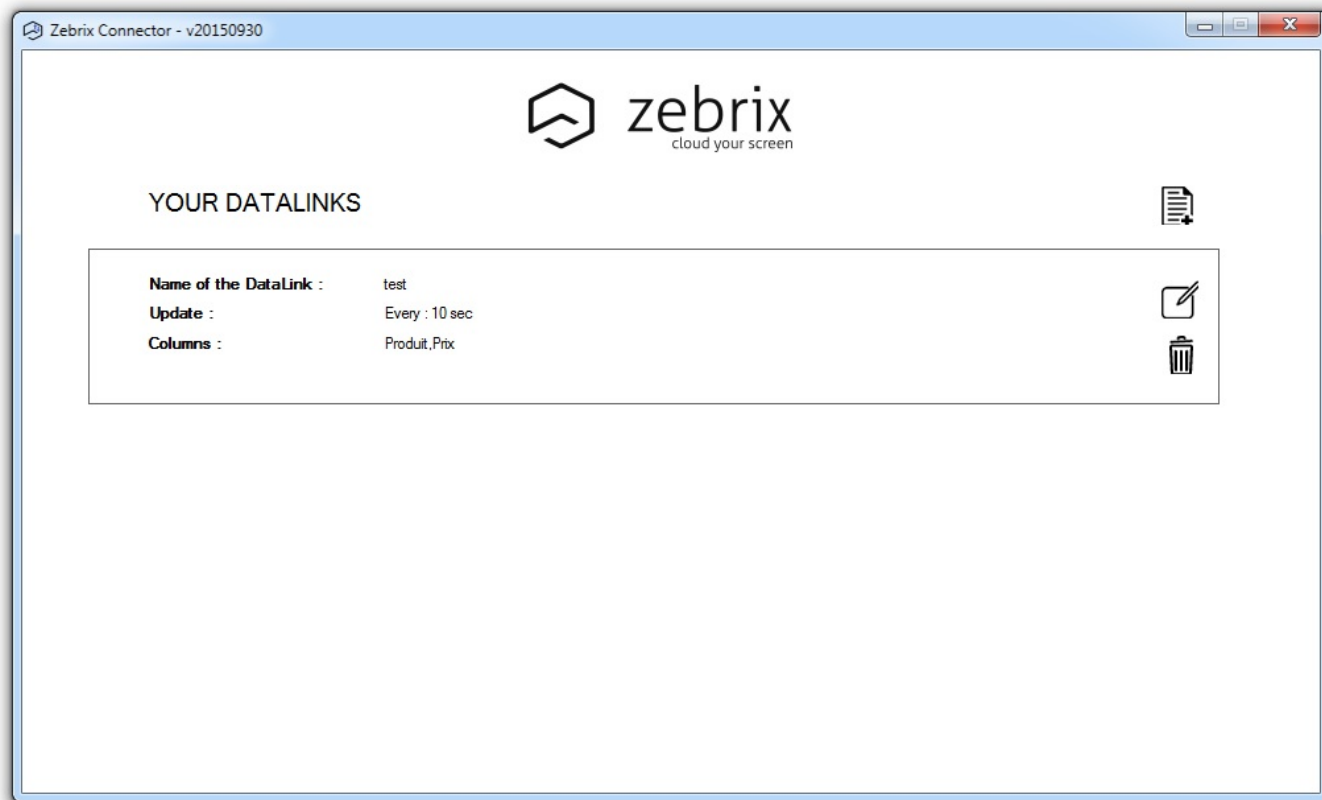 Zebrix Connector - v20150930
zebrix
cloud your screen
YOUR DATALINKS
Name of the DataLink : test
Update : Every : 10 sec
Columns : Produit,Prix